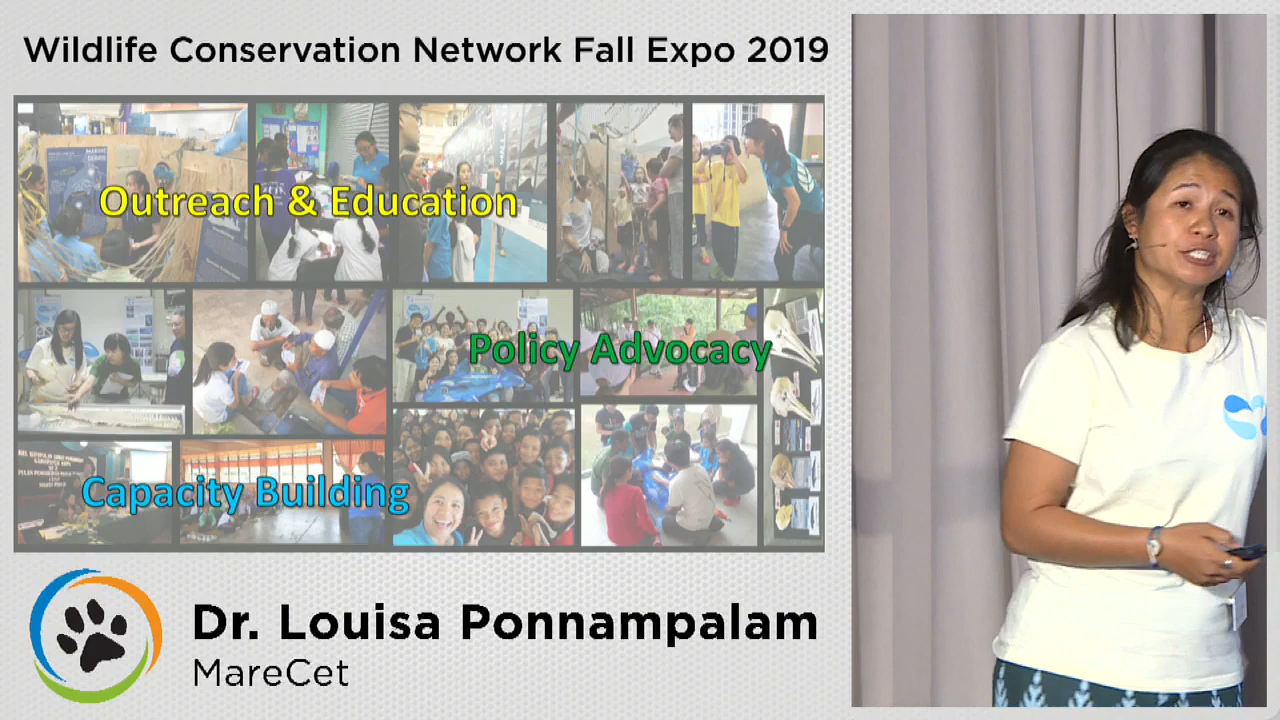 Wildlife Conservation Network Fall Expo 2019
Outreach & Education
Policy Advocacy
Capacity Building
Dr. Louisa Ponnampalam
MareCet